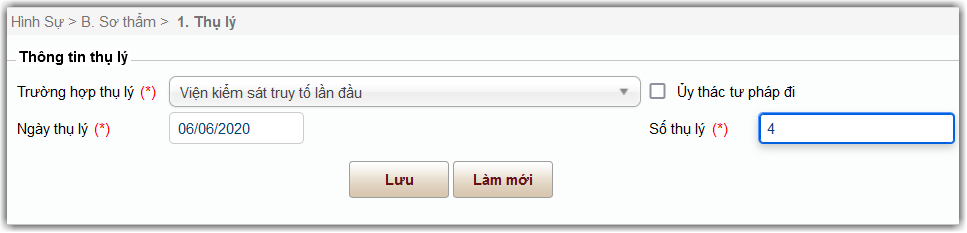 Hình Sự > B. Sơ thẩm > 1. Thụ lý
Thông tin thụ lý
Trường hợp thụ lý (*) Viện kiểm sát truy tố lần đầu Ủy thác tư pháp đi
Ngày thụ lý (*) 06/06/2020 Số thụ lý (*) 4
Lưu Làm mới